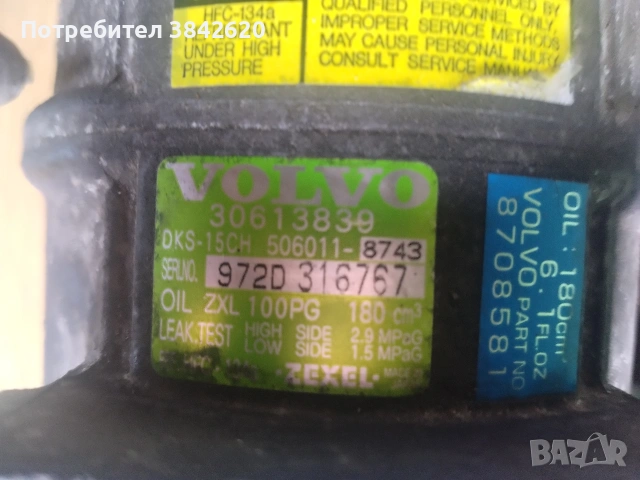 Потребител 3842620
HFC-134a
UNDER HIGH
PRESSURE
QUALIFIED PERSONNEL ONLY.
IMPROPER SERVICE METHODS
MAY CAUSE PERSONAL INJURY
CONSULT SERVICE MANUAL
VOLVO
30613839
DKS-15CH 506011-8743
SERI.NO. 972D 316767
OIL ZXL 100PG 180 cm³
LEAK.TEST HIGH SIDE 2.9 MPaG
LOW SIDE 1.5 MPaG
ZEXEL
MADE
OIL: 180cm³
6.1FL.OZ
VOLVO PART NO.
8708581
BAZAR